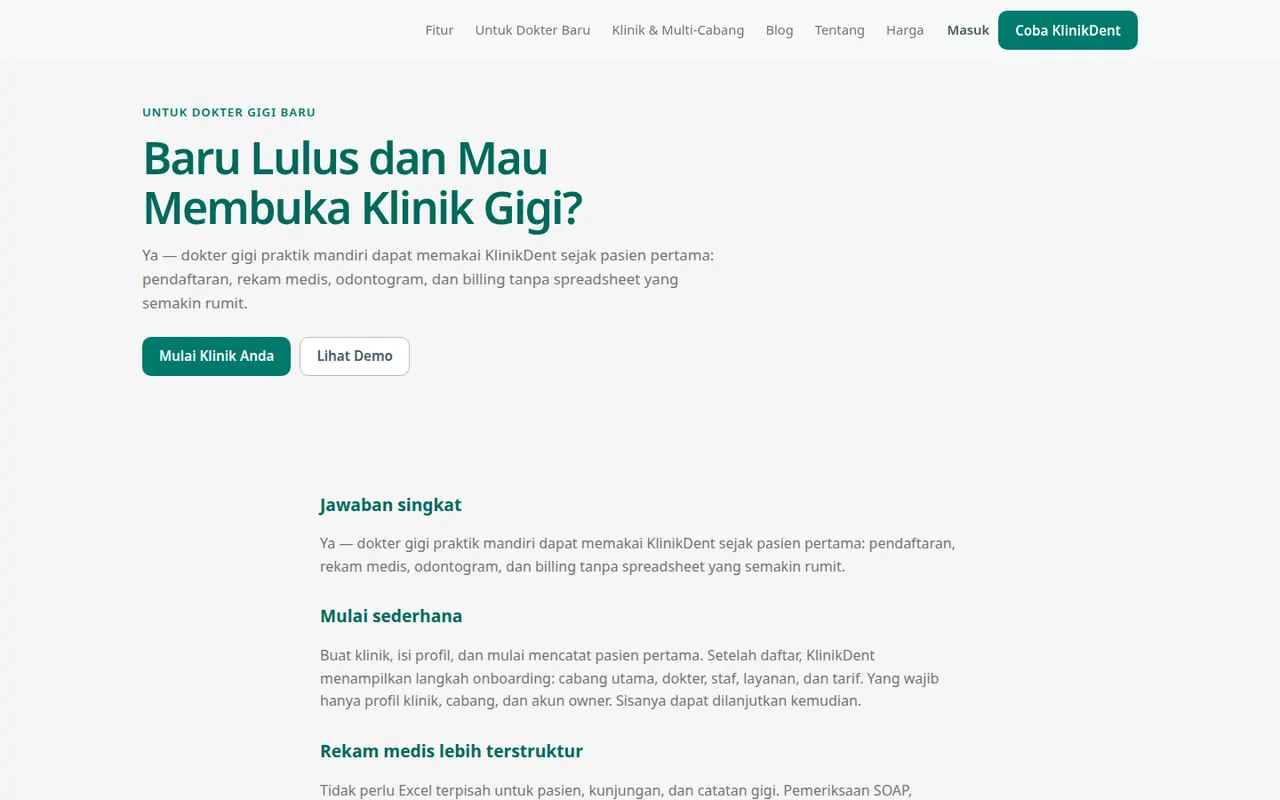 Fitur
Untuk Dokter Baru
Klinik & Multi-Cabang
Blog
Tentang
Harga
Masuk
Coba KlinikDent
UNTUK DOKTER GIGI BARU
Baru Lulus dan Mau
Membuka Klinik Gigi?
Ya — dokter gigi praktik mandiri dapat memakai KlinikDent sejak pasien pertama:
pendaftaran, rekam medis, odontogram, dan billing tanpa spreadsheet yang
semakin rumit.
Mulai Klinik Anda
Lihat Demo
Jawaban singkat
Ya — dokter gigi praktik mandiri dapat memakai KlinikDent sejak pasien pertama: pendaftaran,
rekam medis, odontogram, dan billing tanpa spreadsheet yang semakin rumit.
Mulai sederhana
Buat klinik, isi profil, dan mulai mencatat pasien pertama. Setelah daftar, KlinikDent
menampilkan langkah onboarding: cabang utama, dokter, staf, layanan, dan tarif. Yang wajib
hanya profil klinik, cabang, dan akun owner. Sisanya dapat dilanjutkan kemudian.
Rekam medis lebih terstruktur
Tidak perlu Excel terpisah untuk pasien, kunjungan, dan catatan gigi. Pemeriksaan SOAP,